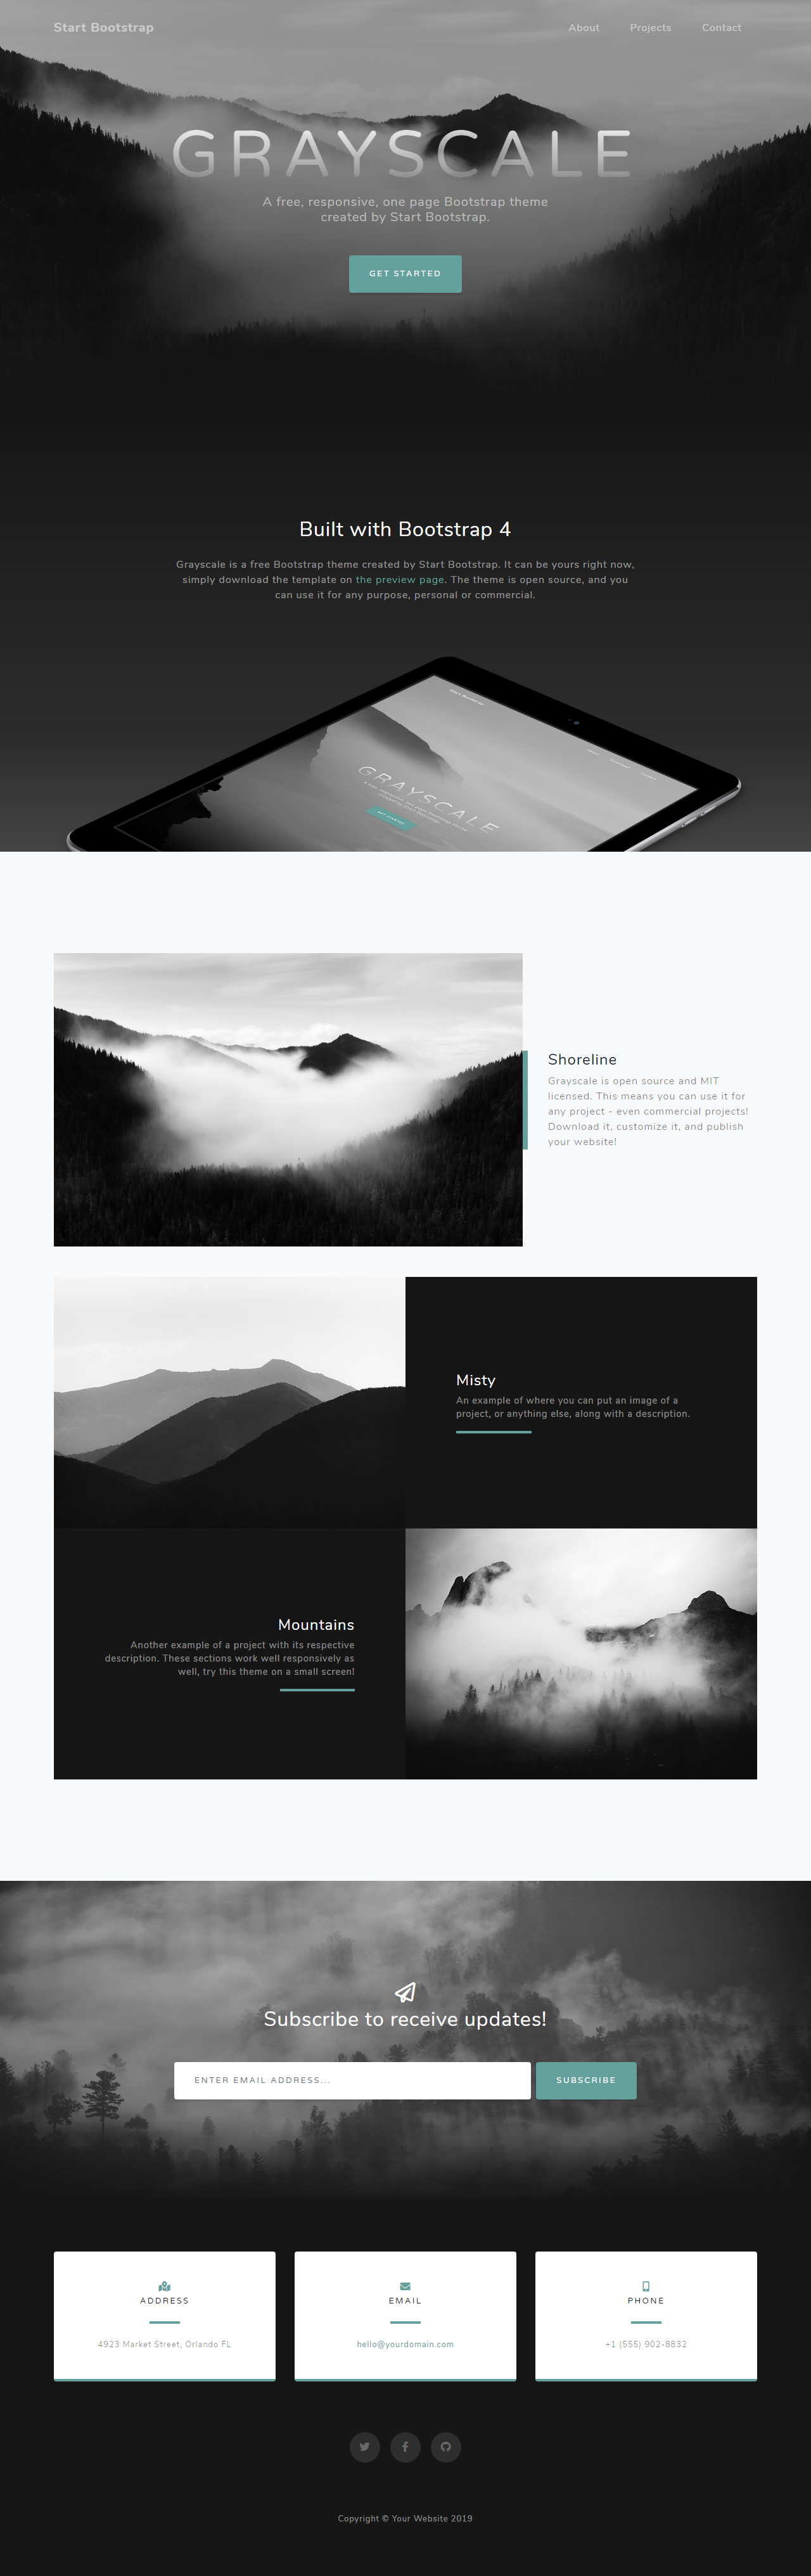 Start Bootstrap
About
Projects
Contact
GRAYSCALE
A free, responsive, one page Bootstrap theme
created by Start Bootstrap.
GET STARTED
Built with Bootstrap 4
Grayscale is a free Bootstrap theme created by Start Bootstrap. It can be yours right now,
simply download the template on the preview page. The theme is open source, and you
can use it for any purpose, personal or commercial.
Start Bootstrap
GRAYSCALE
Shoreline
Grayscale is open source and MIT
licensed. This means you can use it for
any project - even commercial projects!
Download it, customize it, and publish
your website!
Misty
An example of where you can put an image of a
project, or anything else, along with a description.
Mountains
Another example of a project with its respective
description. These sections work well responsively as
well, try this theme on a small screen!
Subscribe to receive updates!
ENTER EMAIL ADDRESS...
SUBSCRIBE
ADDRESS
4923 Market Street, Orlando FL
EMAIL
hello@yourdomain.com
PHONE
+1 (555) 902-8832
Copyright © Your Website 2019